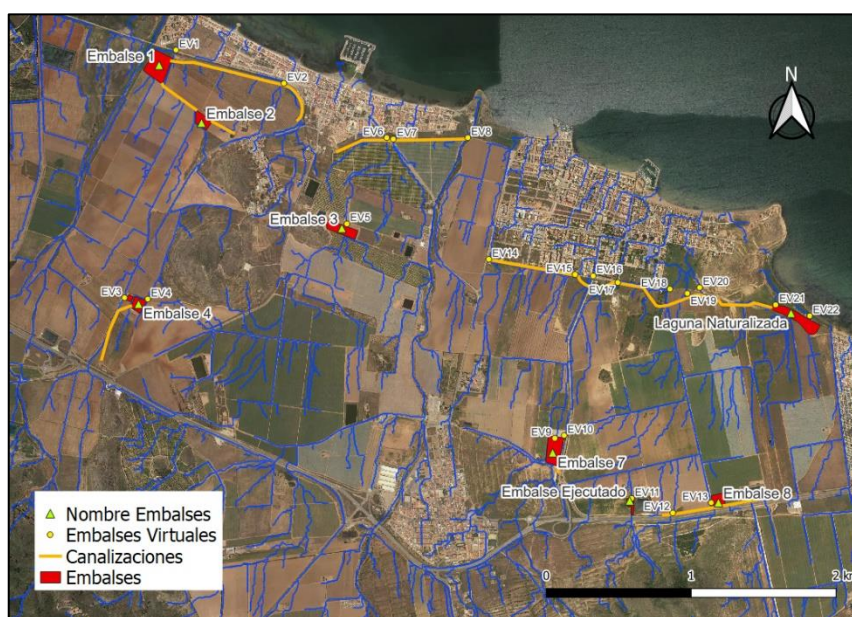 EV1
Embalse 1
EV2
Embalse 2
EV6
EV7
EV8
N
EV5
Embalse 3
EV14
EV15
EV16
EV17
EV18
EV20
EV19
EV3
EV4
Embalse 4
EV21
EV22
Laguna Naturalizada
EV9
EV10
Embalse 7
Embalse Ejecutado
EV11
EV13
Embalse 8
EV12
Nombre Embalses
Embalses Virtuales
Canalizaciones
Embalses
0
1
2 km